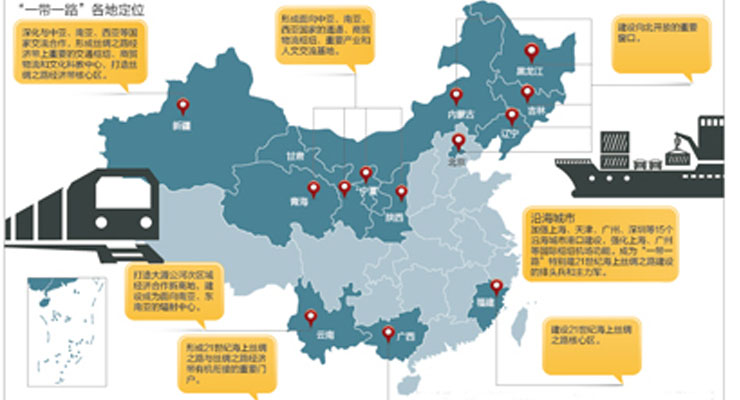 “一带一路”各地定位
深化与中亚、南亚、西亚等国
家交流合作，形成丝绸之路经
济带上重要的交通枢纽、商贸
物流和文化科教中心，打造丝
绸之路经济带核心区。
形成面向中亚、南亚、
西亚国家的通道、商贸
物流枢纽、重要产业和
人文交流基地。
建设向北开放的重要
窗口。
黑龙江
吉林
内蒙古
辽宁
北京
新疆
甘肃
宁夏
青海
陕西
沿海城市
加强上海、天津、广州、深圳等15个
沿海城市港口建设，强化上海、广州
等国际枢纽机场功能，成为“一带一
路”特别是21世纪海上丝绸之路建设
的排头兵和主力军。
打造大湄公河次区域
经济合作新高地，建
设成为面向南亚、东
南亚的辐射中心。
福建
云南
广西
形成21世纪海上丝绸
之路与丝绸之路经济
带有机衔接的重要门
户。
建设21世纪海上丝绸
之路核心区。